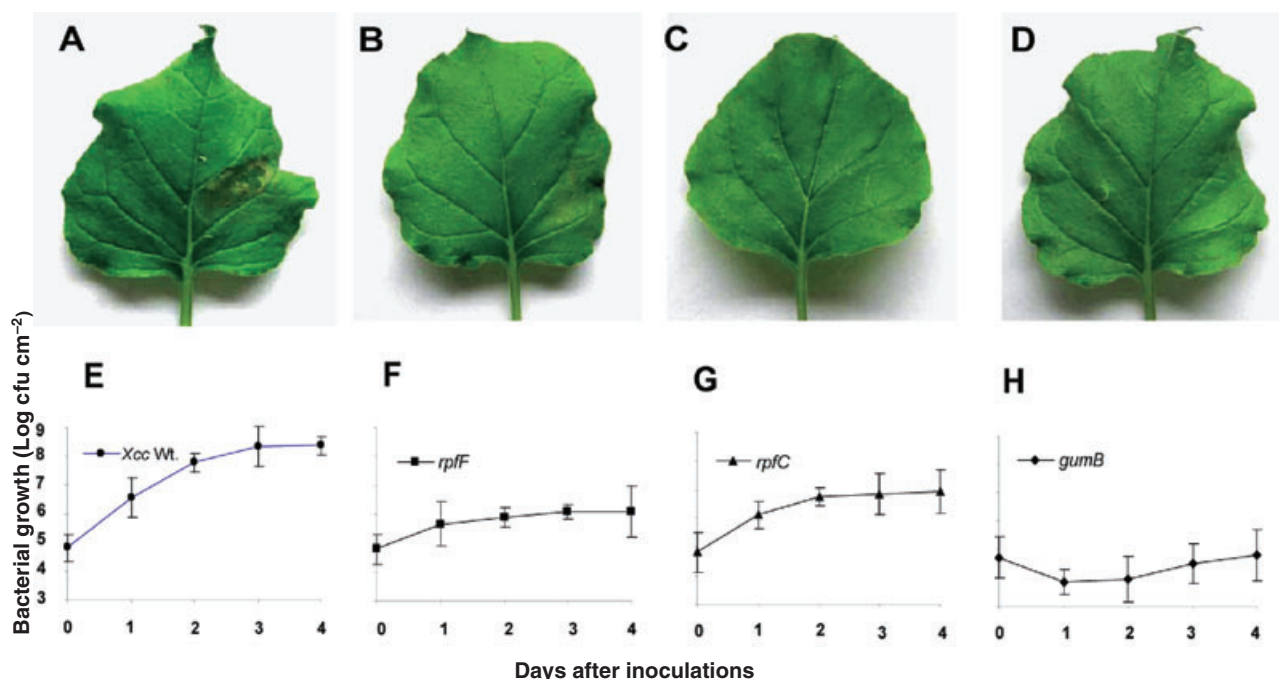 A B C D
Bacterial growth (Log cfu cm⁻²)
E F G H
9
8
7
6
5
4
3
Xcc Wt.
rpfF
rpfC
gumB
0 1 2 3 4
0 1 2 3 4
0 1 2 3 4
0 1 2 3 4
Days after inoculations